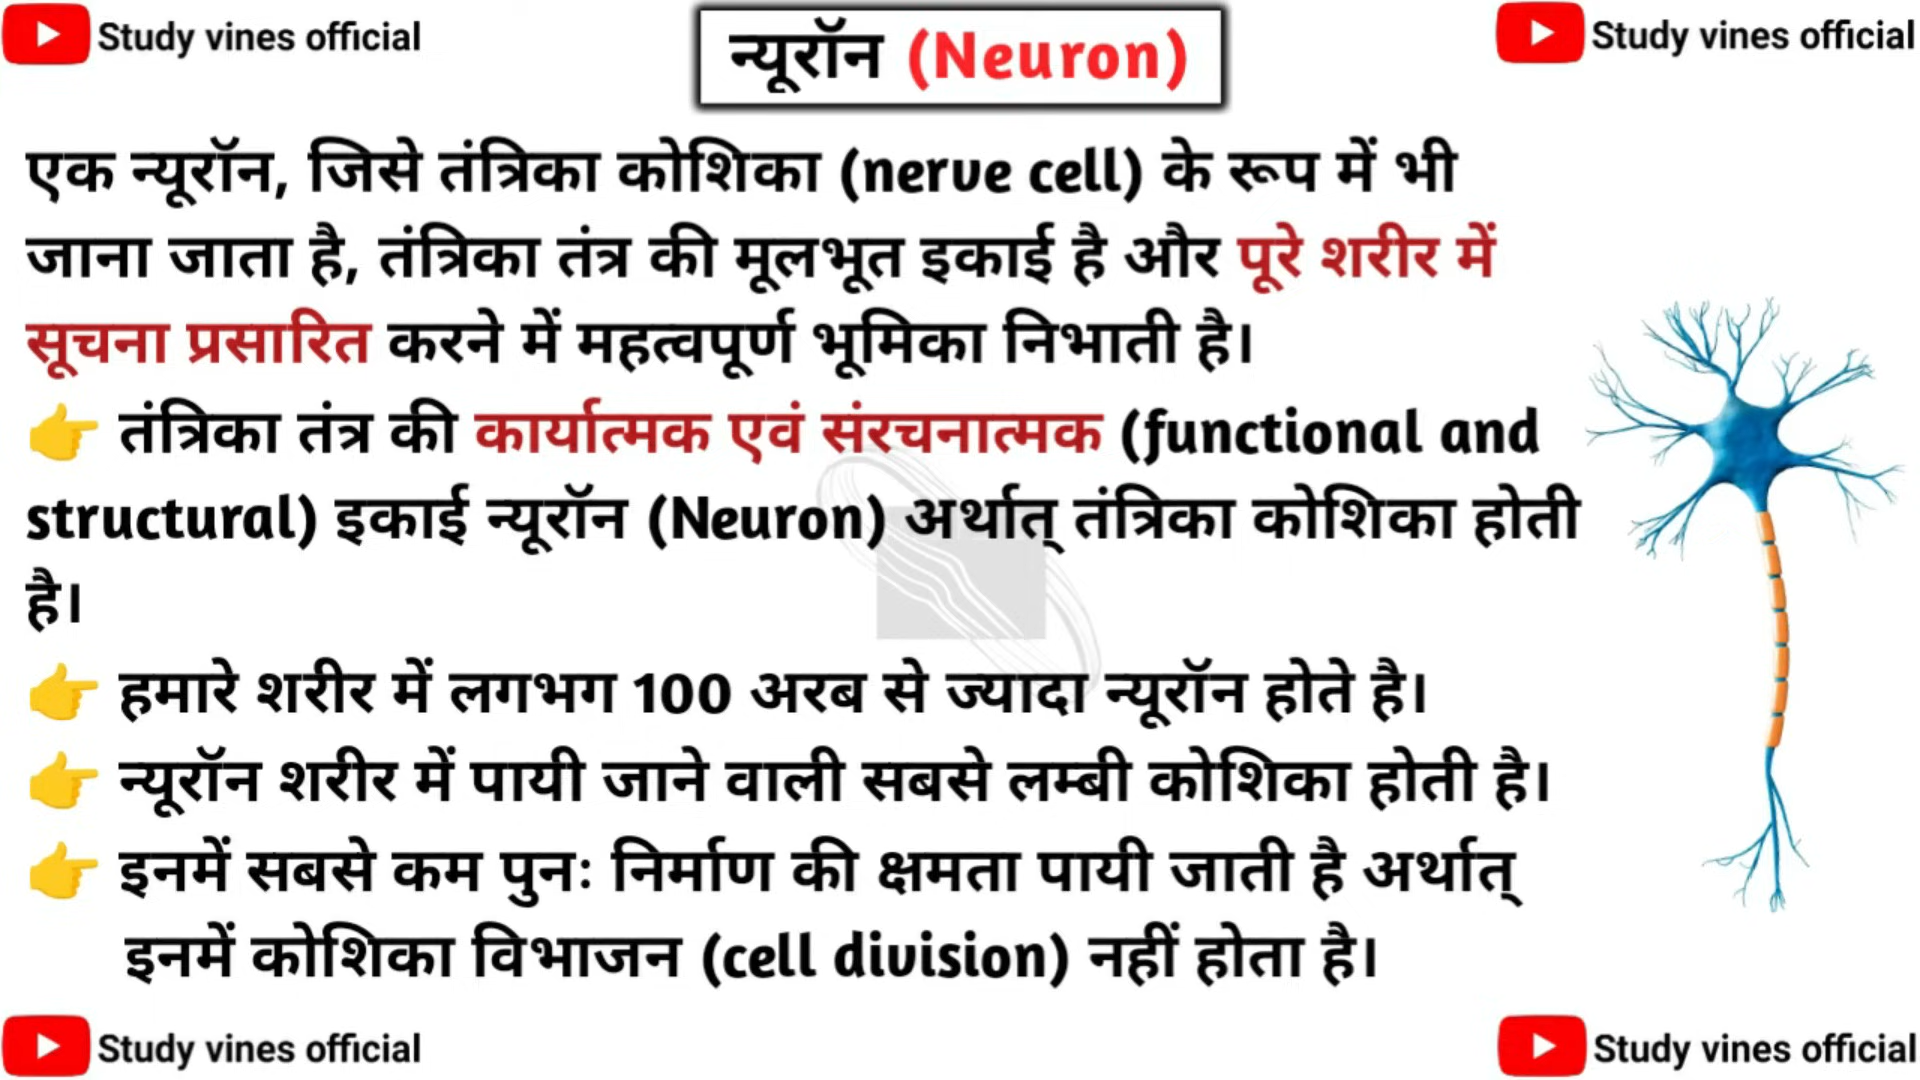 Study vines official
न्यूरॉन (Neuron)
Study vines official
एक न्यूरॉन, जिसे तंत्रिका कोशिका (nerve cell) के रूप में भी
जाना जाता है, तंत्रिका तंत्र की मूलभूत इकाई है और पूरे शरीर में
सूचना प्रसारित करने में महत्वपूर्ण भूमिका निभाती है।
👉 तंत्रिका तंत्र की कार्यात्मक एवं संरचनात्मक (functional and
structural) इकाई न्यूरॉन (Neuron) अर्थात् तंत्रिका कोशिका होती
है।
👉 हमारे शरीर में लगभग 100 अरब से ज्यादा न्यूरॉन होते है।
👉 न्यूरॉन शरीर में पायी जाने वाली सबसे लम्बी कोशिका होती है।
👉 इनमें सबसे कम पुनः निर्माण की क्षमता पायी जाती है अर्थात्
इनमें कोशिका विभाजन (cell division) नहीं होता है।
Study vines official
Study vines official